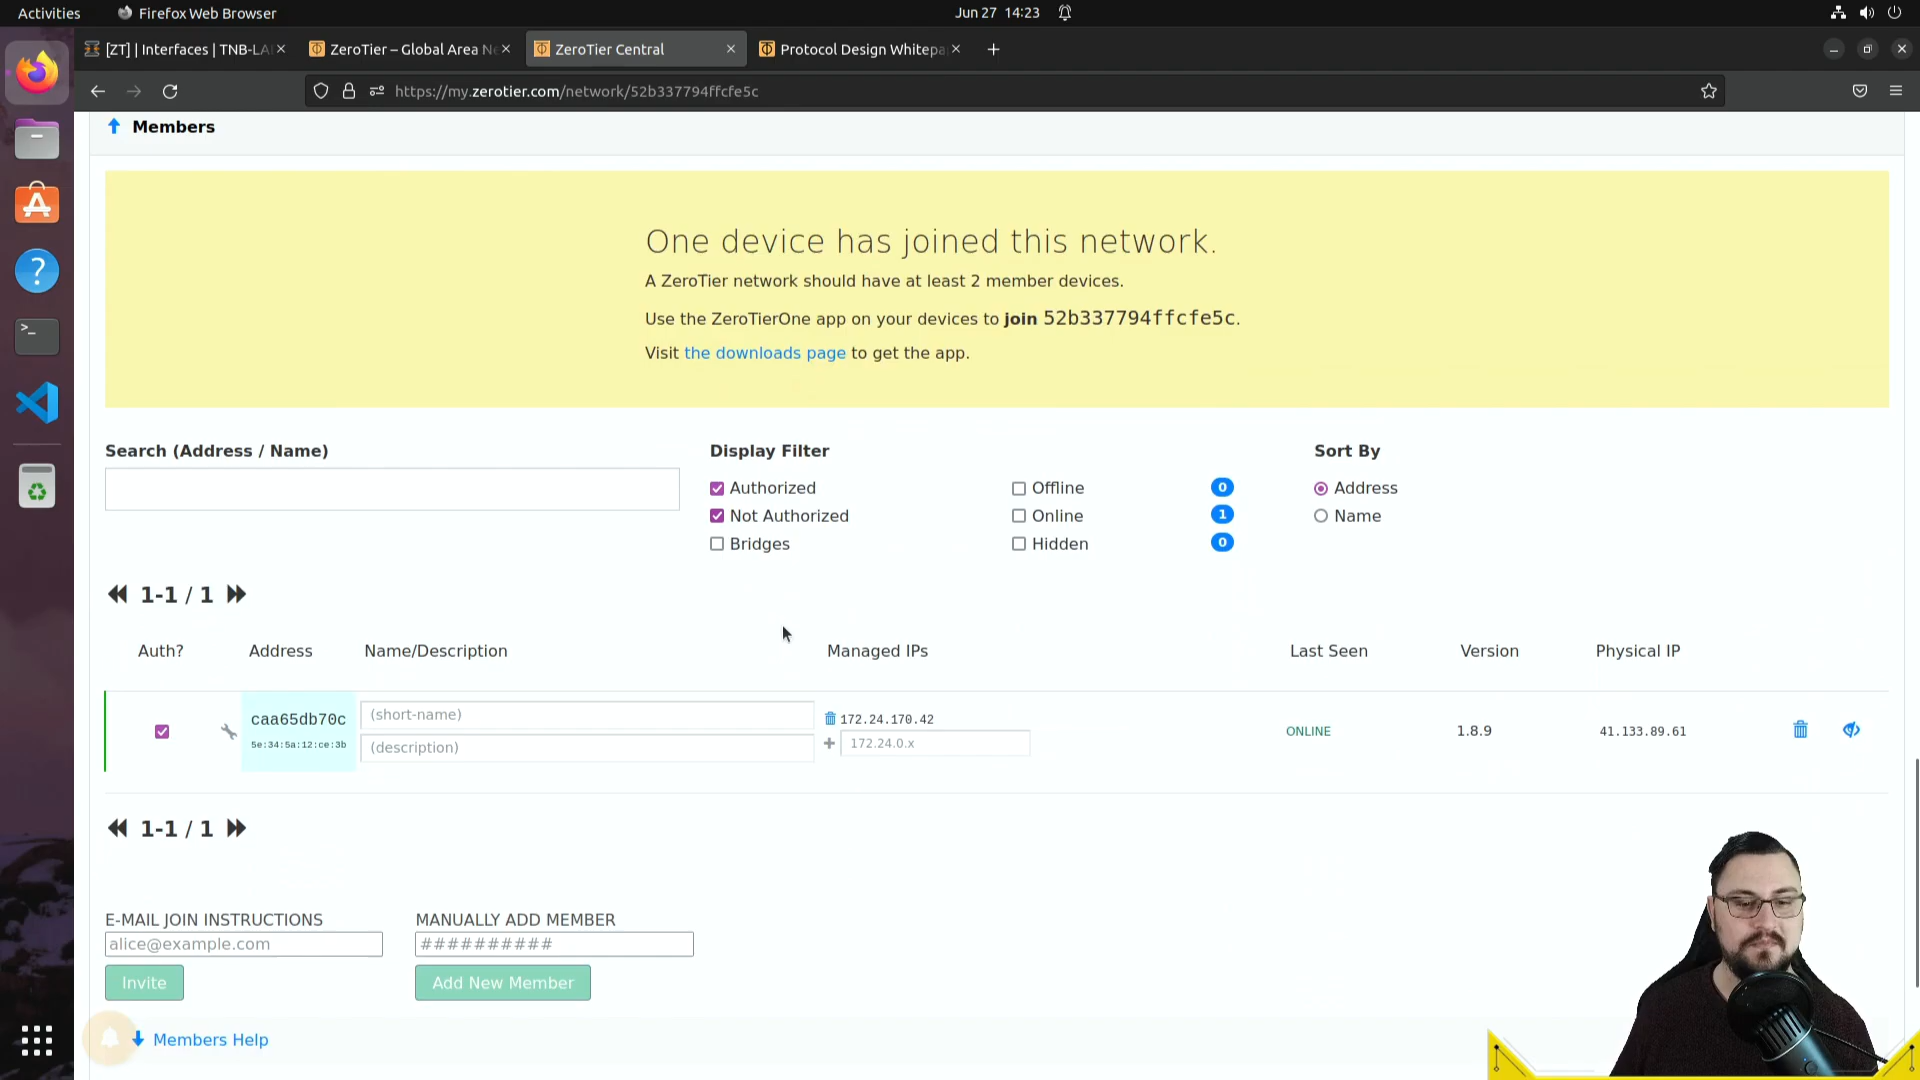 Activities
Firefox Web Browser
Jun 27 14:23
[ZT] | Interfaces | TNB-LA
ZeroTier – Global Area Ne
ZeroTier Central
Protocol Design Whitepa
https://my.zerotier.com/network/52b337794ffcfe5c
Members
One device has joined this network.
A ZeroTier network should have at least 2 member devices.
Use the ZeroTierOne app on your devices to join 52b337794ffcfe5c.
Visit the downloads page to get the app.
Search (Address / Name)
Display Filter
Sort By
Authorized
Offline
0
Address
Not Authorized
Online
1
Name
Bridges
Hidden
0
1-1 / 1
Auth?
Address
Name/Description
Managed IPs
Last Seen
Version
Physical IP
caa65db70c
5e:34:5a:12:ce:3b
(short-name)
(description)
172.24.170.42
172.24.0.x
ONLINE
1.8.9
41.133.89.61
1-1 / 1
E-MAIL JOIN INSTRUCTIONS
MANUALLY ADD MEMBER
alice@example.com
##########
Invite
Add New Member
Members Help